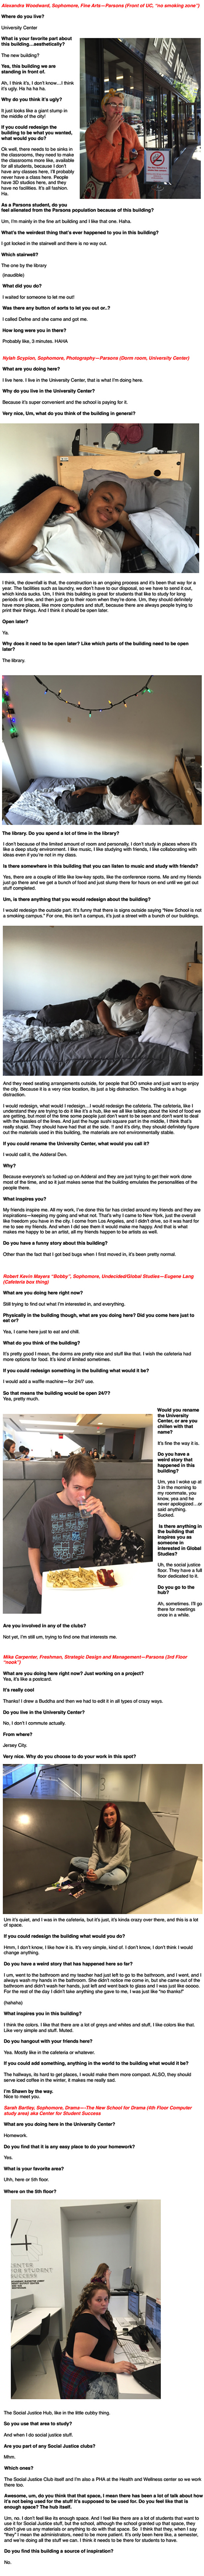 Alexandra Woodward, Sophomore, Fine Arts—Parsons (Front of UC, "no smoking zone")
Where do you live?
University Center
What is your favorite part about
this building...aesthetically?
The new building?
Yes, this building we are
standing in front of.
Ah, I think it's, I don't know...I think
it's ugly. Ha ha ha ha.
Why do you think it's ugly?
It just looks like a giant slump in
the middle of the city!
If you could redesign the
building to be what you wanted,
what would you do?
Ok well, there needs to be sinks in
the classrooms, they need to make
the classrooms more like, available
for all students, because I don't
have any classes here, I'll probably
never have a class here. People
have 3D studios here, and they
have no facilities. It's all fashion.
Ha.
As a Parsons student, do you
feel alienated from the Parsons population because of this building?
Um, I'm mainly in the fine art building and I like that one. Haha.
What's the weirdest thing that's ever happened to you in this building?
I got locked in the stairwell and there is no way out.
Which stairwell?
The one by the library
(inaudible)
What did you do?
I waited for someone to let me out!
Was there any button of sorts to let you out or..?
I called Define and she came and got me.
How long were you in there?
Probably like, 3 minutes. HAHA
Nylah Scypion, Sophomore, Photography—Parsons (Dorm room, University Center)
What are you doing here?
I live here. I live in the University Center, that is what I'm doing here.
Why do you live in the University Center?
Because it's super convenient and the school is paying for it.
Very nice, Um, what do you think of the building in general?
I think, the downfall is that, the construction is an ongoing process and it's been that way for a
year. The facilities such as laundry, we don't have to our disposal, so we have to send it out,
which kinda sucks. Um, I think this building is great for students that like to study for long
periods of time, and then just go to their room when they're done. Um, they should definitely
have more places, like more computers and stuff, because there are always people trying to
print their things. And I think it should be open later.
Open later?
Ya.
Why does it need to be open later? Like which parts of the building need to be open
later?
The library.
The library. Do you spend a lot of time in the library?
I don't because of the limited amount of room and personally, I don't study in places where it's
like a sized study environment. I like music, I like studying with friends, I like collaborating with
ideas even if you're not in my class.
Is there somewhere in this building that you can listen to music and study with friends?
Yes, there are a couple of little like low-key spots, like the conference rooms. Me and my friends
just go there and we get a bunch of food and just slump there for hours on end until we get out
stuff completed.
Um, is there anything that you would redesign about the building?
I would redesign the outside part. It's funny that there is signs outside saying "New School is not
a smoking campus." For one, this isn't a campus, it's just a street with a bunch of our buildings.
And they need seating arrangements outside, for people that DO smoke and just want to enjoy
the city. Because it is a very nice location, its just a big distraction. The building is a huge
distraction.
I would redesign, what would I redesign... I would redesign the cafeteria. The cafeteria, like I
understand they are trying to do it like it's a hub, like we all like talking about the kind of food we
are getting, but most of the time some people just don't want to be seen and don't want to deal
with the hassles of the lines. And just the huge sushi square part in the middle. I think that's
really stupid. They should have had that at the side. ? and it's dirty, they should definitely figure
out the materials used for redesigning, the material is not environmentally stable.
If you could rename the University Center, what would you call it?
I would call it, the Adderal Den.
Why?
Because everyone's so fucked up on Adderal and they are just trying to get their work done
most of the time, and so it just makes sense that the building emulates the personalities of the
people there.
What inspires you?
My friends inspire me. All my work, I've done this far has circled around my friends and they are
inspirations—keeping me going and what not. That's why I came to New York, just the overall
like freedom you have in the city. I come from Los Angeles, and I didn't drive, so it was hard for
me to see my friends. And when I did see them it would make me happy. And that is what
makes me happy to be an artist, all my friends happen to be artists as well.
Do you have a funny story about this building?
Other than the fact that I got bed bugs when I first moved in, it's been pretty normal.
Robert Kevin Mayers "Bobby", Sophomore, Undecided/Global Studies—Eugene Lang
(Cafeteria box thing)
What are you doing here right now?
Still trying to find out what I'm interested in, and everything.
Physically in the building though, what are you doing here? Did you come here just to
eat or?
Yea, I came here just to eat and chill.
What do you think of the building?
It's pretty good I mean, the dorms are pretty nice and stuff like that. I wish the cafeteria had
more options for food. It's kind of limited sometimes.
If you could redesign something in the building what would it be?
I would add a waffle machine—for 24/7 use.
So that means the building would be open 24/7?
Yea, pretty much.
Would you rename
the University
Center, or are you
chillen with that
name?
It's fine the way it is.
Do you have a
weird story that
happened in this
building?
Um, yea I woke up at
3 in the morning to
my roommate, you
know, yea and he
never apologized...or
said anything.
Sucked.
Is there anything in
the building that
inspires you as
someone in
interested in Global
Studies?
Uh, the social justice
floor. They have a full
floor dedicated to it.
Do you go to the
hub?
Ah, sometimes. I'll go
there for meetings
once in a while.
Are you involved in any of the clubs?
Not yet, I'm still um, trying to find one that interests me.
Mike Carpenter, Freshman, Strategic Design and Management—Parsons (3rd Floor
"nook")
What are you doing here right now? Just working on a project?
Yea, it's like a postcard.
It's really cool
Thanks! I drew a Buddha and then we had to edit it in all types of crazy ways.
Do you live in the University Center?
No, I don't I commute actually.
From where?
Jersey City.
Very nice. Why do you choose to do your work in this spot?
Um it's quiet, and I was in the cafeteria, but it's just, it's kinda crazy over there, and this is a lot
of space.
If you could redesign the building what would you do?
Hmm, I don't know, I like how it is. It's very simple, kind of. I don't know, I don't think I would
change anything.
Do you have a weird story that has happened here so far?
I um, went to the bathroom and my teacher had just left to go to the bathroom, and I went, and I
always wash my hands in the bathroom. She didn't notice me come in, but she came out of the
bathroom and didn't wash her hands, just left and went back to glass and I was just like ooooo.
For the rest of the day I didn't touch any thing she gave to me, I was just like "no thanks!"
(hahaha)
What inspires you in this building?
I think the colors. I like that there are a lot of greys and whites and stuff, I like colors like that.
Like very simple and stuff. Muted.
Do you hangout with your friends here?
Yea. Mostly like in the cafeteria or whatever.
If you could add something, anything in the world to the building what would it be?
The hallways, its hard to get places, I would make them more compact. ALSO, they should
serve iced coffee in the winter, it makes me really sad.
I'm Shawn by the way.
Nice to meet you.
Sarah Bartley, Sophomore, Drama—-The New School for Drama (4th Floor Computer
study area) aka Center for Student Success
What are you doing here in the University Center?
Homework.
Do you find that it is any easy place to do your homework?
Yes.
What is your favorite area?
Uhh, here or 5th floor.
Where on the 5th floor?
CENTER
FOR STUDENT
SUCCESS
The Social Justice Hub, like in the little cubby thing.
So you use that area to study?
And when I do social justice stuff.
Are you part of any Social Justice clubs?
Mhm.
Which ones?
The Social Justice Club itself and I'm also a PHA at the Health and Wellness center so we work
there too.
Awesome, um, do you think that that space, I mean there has been a lot of talk about how
it's not being used for the stuff it's supposed to be used for. Do you feel like that is
enough space? The hub itself.
Um, no. I don't feel like its enough space. And I feel like there are a lot of students that want to
use it for Social Justice stuff, but the school, although the school granted up that space, they
didn't give us any materials or anything to do with that space. So I think that they, when I say
"they" I mean the administrators, need to be more patient. It's only been here like, a semester,
and we're doing all the stuff we can. I think it needs to be there for students to have.
Do you find this building a source of inspiration?
No.